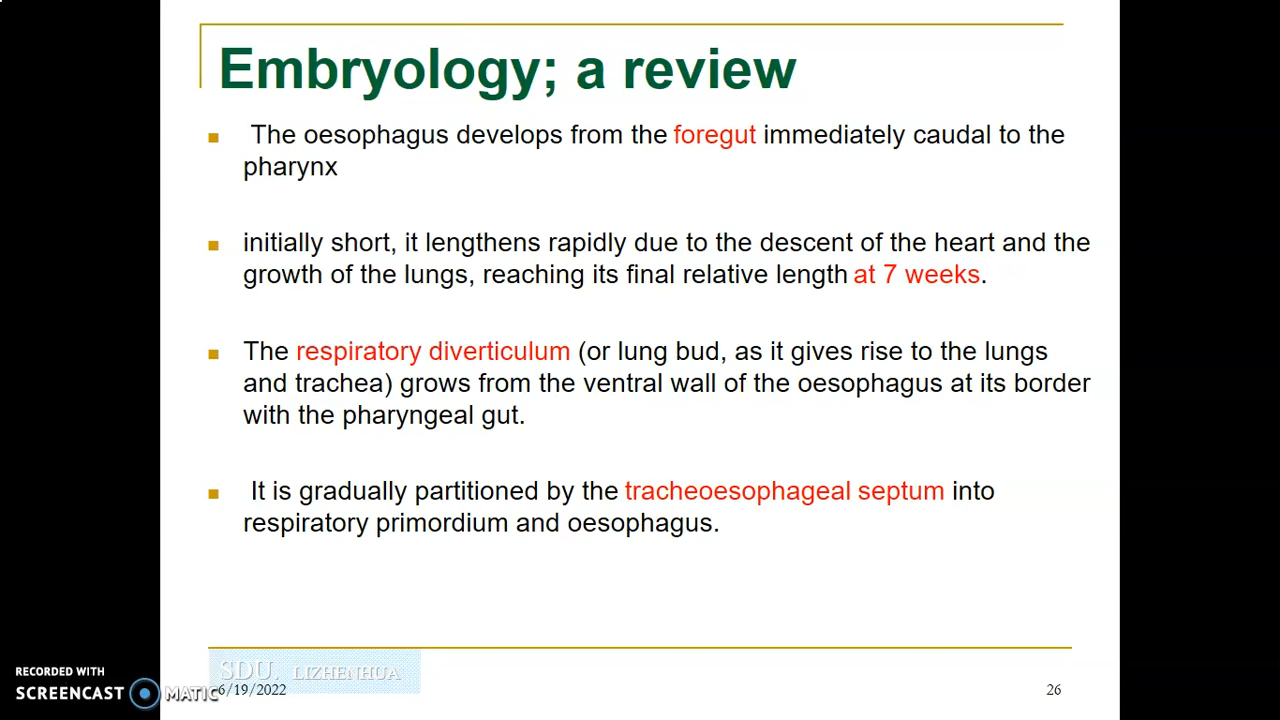 Embryology; a review
The oesophagus develops from the foregut immediately caudal to the
pharynx
initially short, it lengthens rapidly due to the descent of the heart and the
growth of the lungs, reaching its final relative length at 7 weeks.
The respiratory diverticulum (or lung bud, as it gives rise to the lungs
and trachea) grows from the ventral wall of the oesophagus at its border
with the pharyngeal gut.
It is gradually partitioned by the tracheoesophageal septum into
respiratory primordium and oesophagus.
SDU. LIZHENHUA
6/19/2022
26
RECORDED WITH
SCREENCAST MATIC